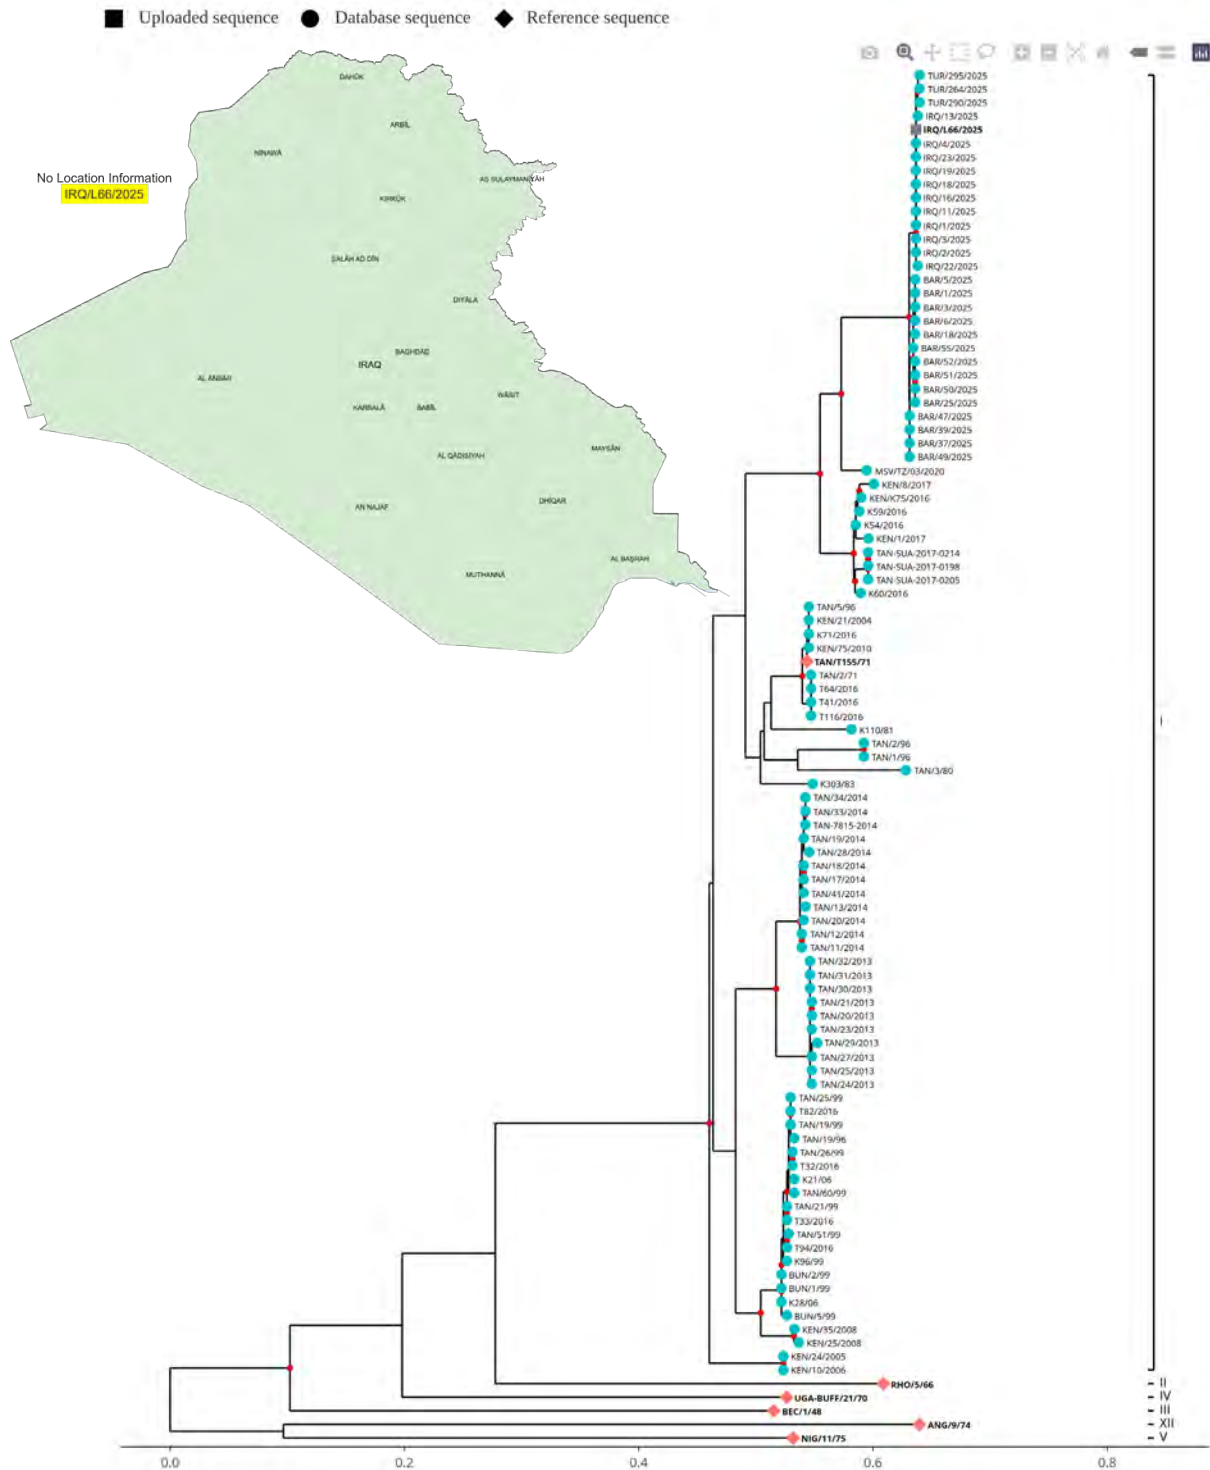 Uploaded sequence Database sequence Reference sequence
DAHŪK
ARBĪL
NĪNAWÁ
AS SULAYMANĪYAH
No Location Information
IRQ/L66/2025
KIRKŪK
ŞALĀH AD DĪN
DIYĀLA
BAGHDĀD
IRAQ
AL ANBAR
WĀSIŢ
KARBALĀ BABĪL
MAYSĀN
AL QĀDISĪYAH
DHIQAR
AN NAJAF
AL BAŞRAH
MUTHANNĀ
TUR/295/2025
TUR/264/2025
TUR/290/2025
IRQ/13/2025
IRQ/L66/2025
IRQ/4/2025
IRQ/23/2025
IRQ/19/2025
IRQ/18/2025
IRQ/16/2025
IRQ/11/2025
IRQ/1/2025
IRQ/3/2025
IRQ/2/2025
IRQ/22/2025
BAR/5/2025
BAR/1/2025
BAR/3/2025
BAR/6/2025
BAR/18/2025
BAR/55/2025
BAR/52/2025
BAR/51/2025
BAR/50/2025
BAR/25/2025
BAR/47/2025
BAR/39/2025
BAR/37/2025
BAR/49/2025
MSV/TZ/03/2020
KEN/8/2017
KEN/K75/2016
K59/2016
K54/2016
KEN/1/2017
TAN-SUA-2017-0214
TAN-SUA-2017-0198
TAN-SUA-2017-0205
K60/2016
TAN/5/96
KEN/21/2004
K71/2016
KEN/75/2010
TAN/T155/71
TAN/2/71
T64/2016
T41/2016
T116/2016
I
K110/81
TAN/2/96
TAN/1/96
TAN/3/80
K303/83
TAN/34/2014
TAN/33/2014
TAN-7815-2014
TAN/19/2014
TAN/28/2014
TAN/18/2014
TAN/17/2014
TAN/41/2014
TAN/13/2014
TAN/20/2014
TAN/12/2014
TAN/11/2014
TAN/32/2013
TAN/31/2013
TAN/30/2013
TAN/21/2013
TAN/20/2013
TAN/23/2013
TAN/29/2013
TAN/27/2013
TAN/25/2013
TAN/24/2013
TAN/25/99
T82/2016
TAN/19/99
TAN/19/96
TAN/26/99
T32/2016
K21/06
TAN/60/99
TAN/21/99
T33/2016
TAN/51/99
T94/2016
K96/99
BUN/2/99
BUN/1/99
K28/06
BUN/5/99
KEN/35/2008
KEN/25/2008
KEN/24/2005
KEN/10/2006
RHO/5/66 II
UGA-BUFF/21/70 IV
BEC/1/48 III
ANG/9/74 XII
NIG/11/75 V
0.0 0.2 0.4 0.6 0.8